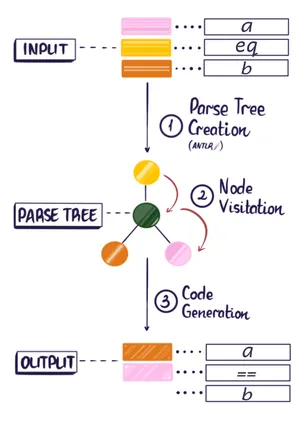 INPUT
a
eq
b
1 Parse Tree
Creation
(ANTLR/)
2 Node
Visitation
PARSE TREE
3 Code
Generation
OUTPUT
a
==
b